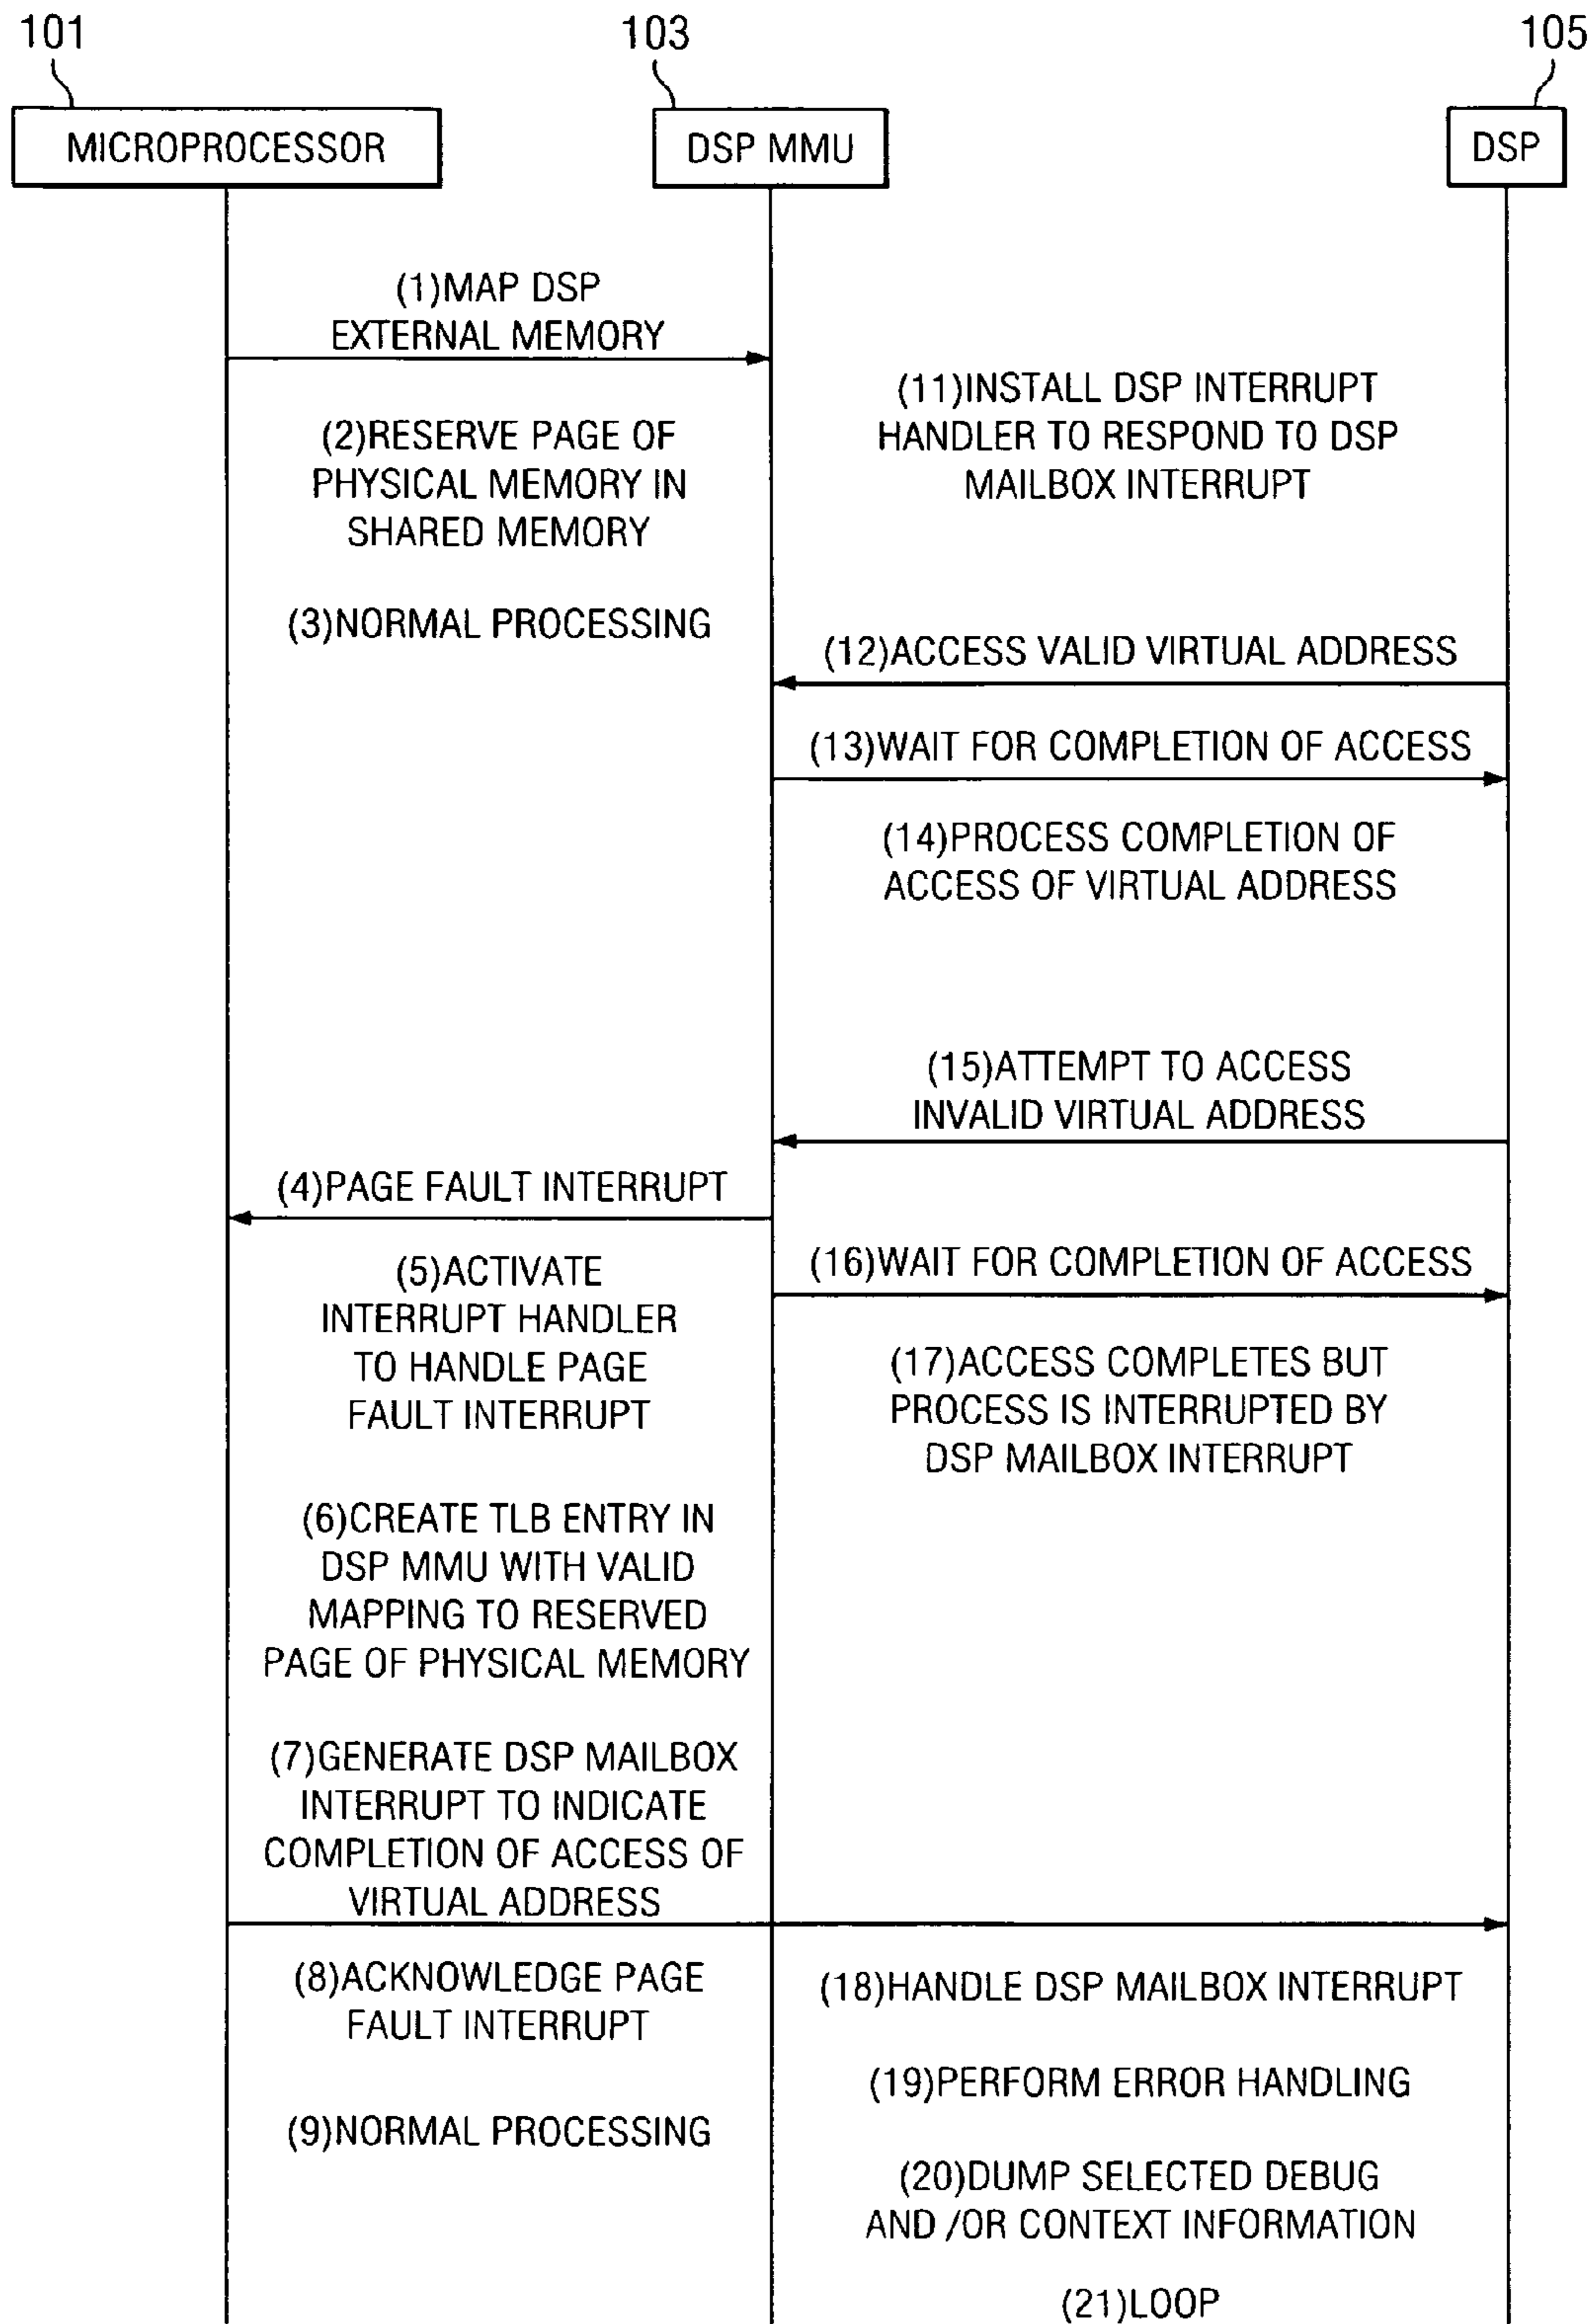 101
103
105
MICROPROCESSOR
DSP MMU
DSP
(1)MAP DSP
EXTERNAL MEMORY
(11)INSTALL DSP INTERRUPT
HANDLER TO RESPOND TO DSP
MAILBOX INTERRUPT
(2)RESERVE PAGE OF
PHYSICAL MEMORY IN
SHARED MEMORY
(3)NORMAL PROCESSING
(12)ACCESS VALID VIRTUAL ADDRESS
(13)WAIT FOR COMPLETION OF ACCESS
(14)PROCESS COMPLETION OF
ACCESS OF VIRTUAL ADDRESS
(15)ATTEMPT TO ACCESS
INVALID VIRTUAL ADDRESS
(4)PAGE FAULT INTERRUPT
(5)ACTIVATE
INTERRUPT HANDLER
TO HANDLE PAGE
FAULT INTERRUPT
(16)WAIT FOR COMPLETION OF ACCESS
(17)ACCESS COMPLETES BUT
PROCESS IS INTERRUPTED BY
DSP MAILBOX INTERRUPT
(6)CREATE TLB ENTRY IN
DSP MMU WITH VALID
MAPPING TO RESERVED
PAGE OF PHYSICAL MEMORY
(7)GENERATE DSP MAILBOX
INTERRUPT TO INDICATE
COMPLETION OF ACCESS OF
VIRTUAL ADDRESS
(8)ACKNOWLEDGE PAGE
FAULT INTERRUPT
(18)HANDLE DSP MAILBOX INTERRUPT
(19)PERFORM ERROR HANDLING
(9)NORMAL PROCESSING
(20)DUMP SELECTED DEBUG
AND /OR CONTEXT INFORMATION
(21)LOOP